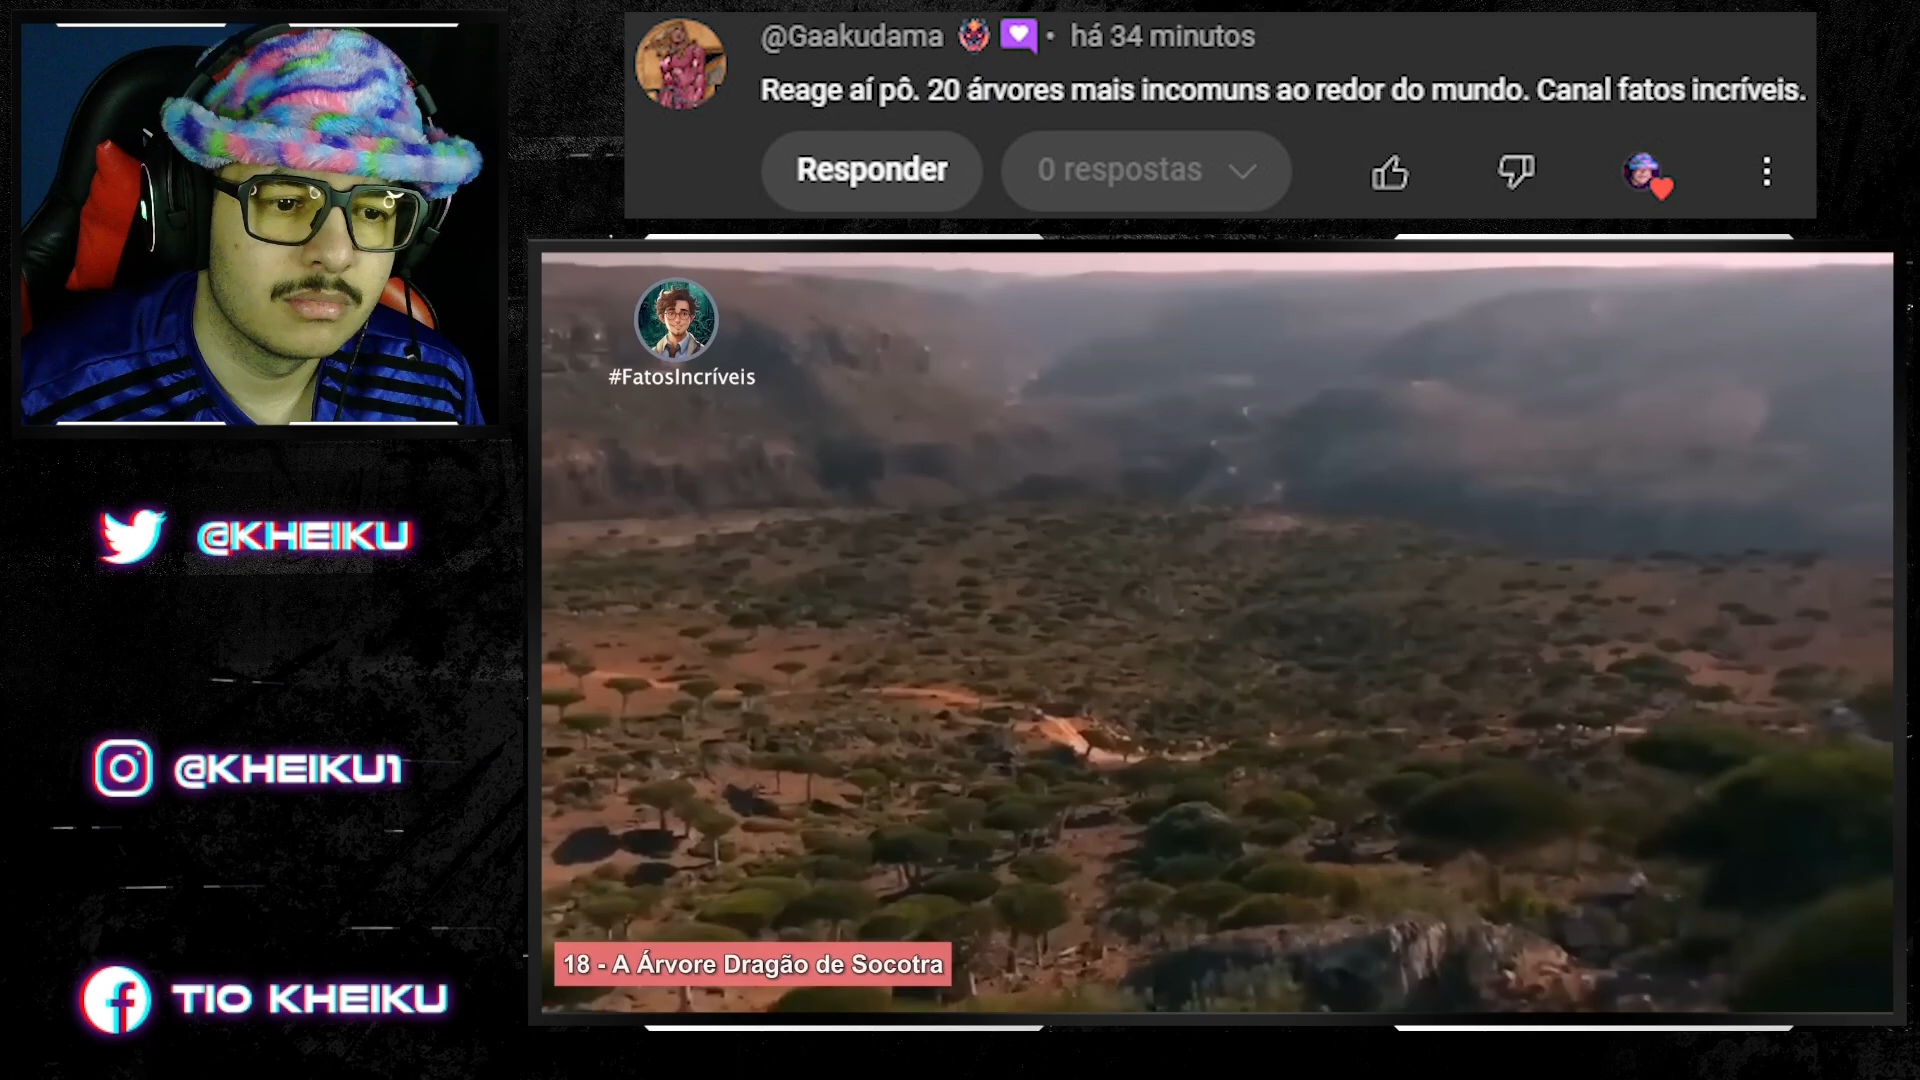 @Gaakudama • há 34 minutos
Reage aí pô. 20 árvores mais incomuns ao redor do mundo. Canal fatos incríveis.
Responder
0 respostas
#FatosIncríveis
18 - A Árvore Dragão de Socotra
@KHEIKU
@KHEIKU1
TIO KHEIKU